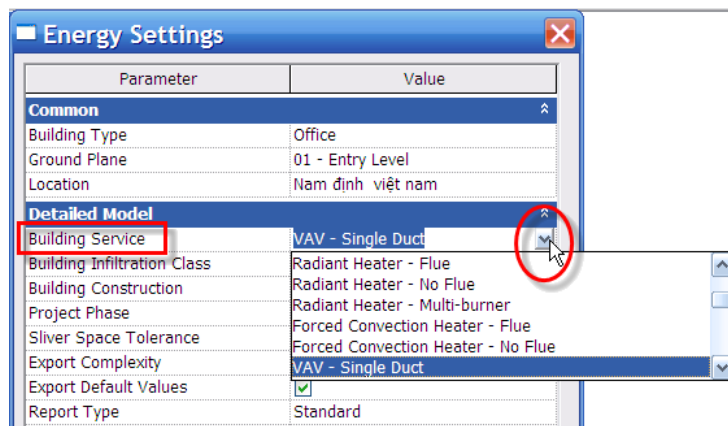 Energy Settings
Parameter Value
Common
Building Type Office
Ground Plane 01 - Entry Level
Location Nam định việt nam
Detailed Model
Building Service VAV - Single Duct
Building Infiltration Class Radiant Heater - Flue
Building Construction Radiant Heater - No Flue
Project Phase Radiant Heater - Multi-burner
Sliver Space Tolerance Forced Convection Heater - Flue
Forced Convection Heater - No Flue
Export Complexity VAV - Single Duct
Export Default Values
Report Type Standard